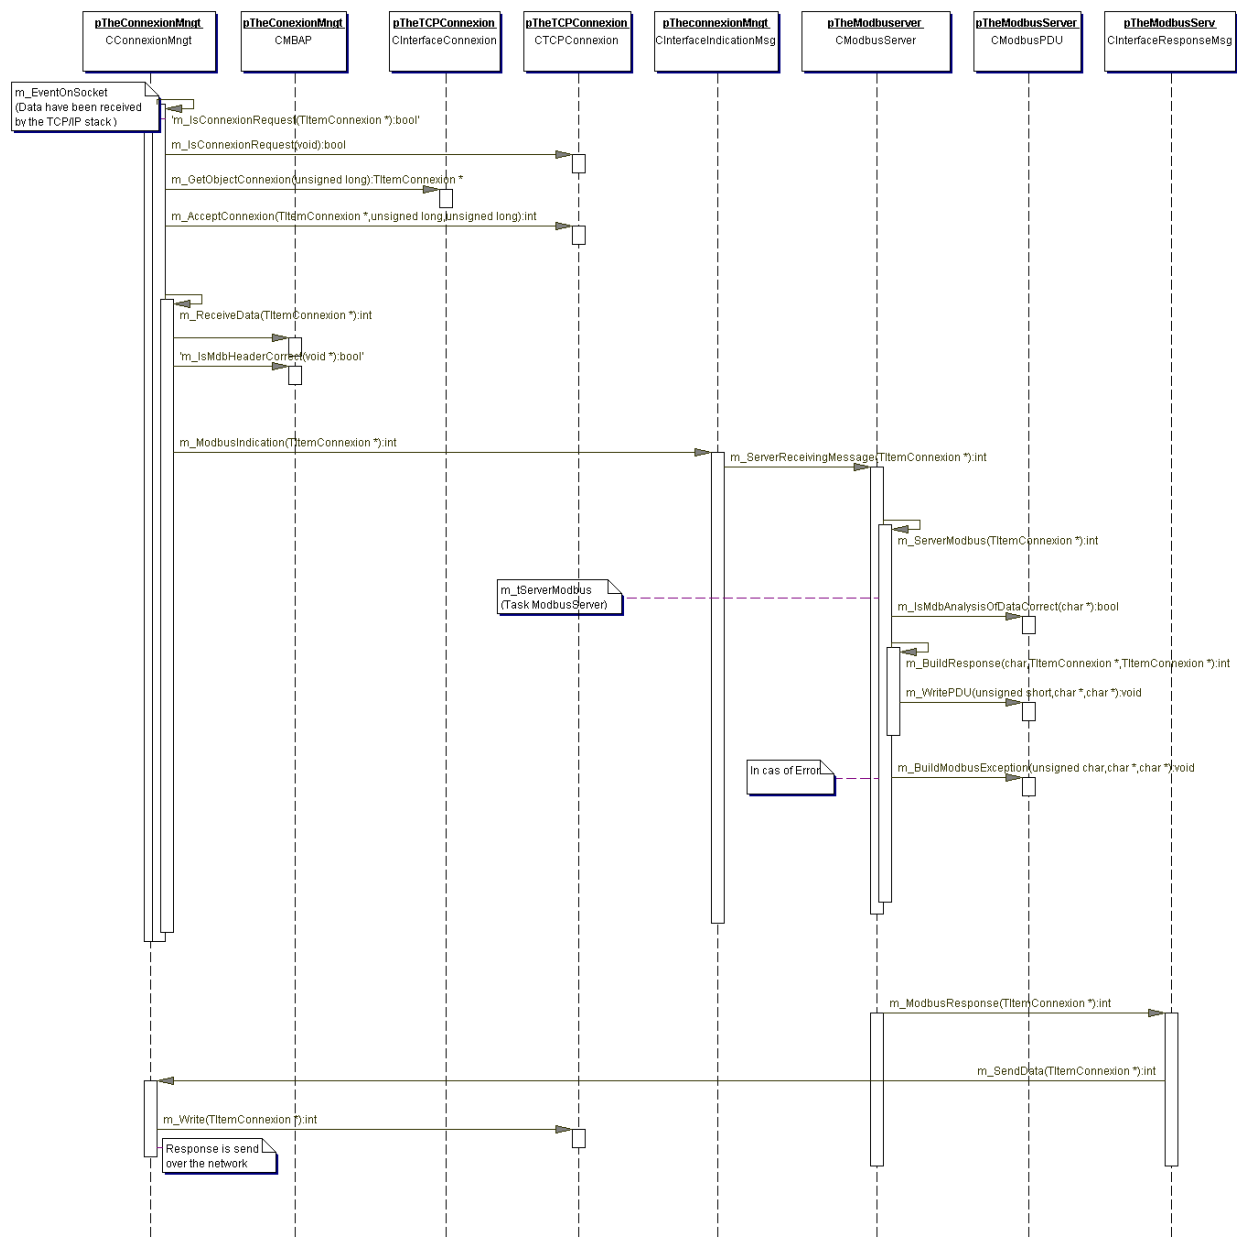 pTheConnexionMngt
CConnexionMngt
pTheConexionMngt
CMBAP
pTheTCPConnexion
CInterfaceConnexion
pTheTCPConnexion
CTCPConnexion
pTheconnexionMngt
CInterfaceIndicationMsg
pTheModbuserver
CModbusServer
pTheModbusServer
CModbusPDU
pTheModbusServ
CInterfaceResponseMsg
m_EventOnSocket
(Data have been received
by the TCP/IP stack )
'm_IsConnexionRequest(TItemConnexion *):bool'
m_IsConnexionRequest(void):bool
m_GetObjectConnexion(unsigned long):TItemConnexion *
m_AcceptConnexion(TItemConnexion *,unsigned long,unsigned long):int
m_ReceiveData(TItemConnexion *):int
'm_IsMdbHeaderCorrect(void *):bool'
m_ModbusIndication(TItemConnexion *):int
m_ServerReceivingMessage(TItemConnexion *):int
m_ServerModbus(TItemConnexion *):int
m_tServerModbus
(Task ModbusServer)
m_IsMdbAnalysisOfDataCorrect(char *):bool
m_BuildResponse(char,TItemConnexion *,TItemConnexion *):int
m_WritePDU(unsigned short,char *,char *):void
In cas of Error
m_BuildModbusException(unsigned char,char *,char *):void
m_ModbusResponse(TItemConnexion *):int
m_SendData(TItemConnexion *):int
m_Write(TItemConnexion *):int
Response is send
over the network